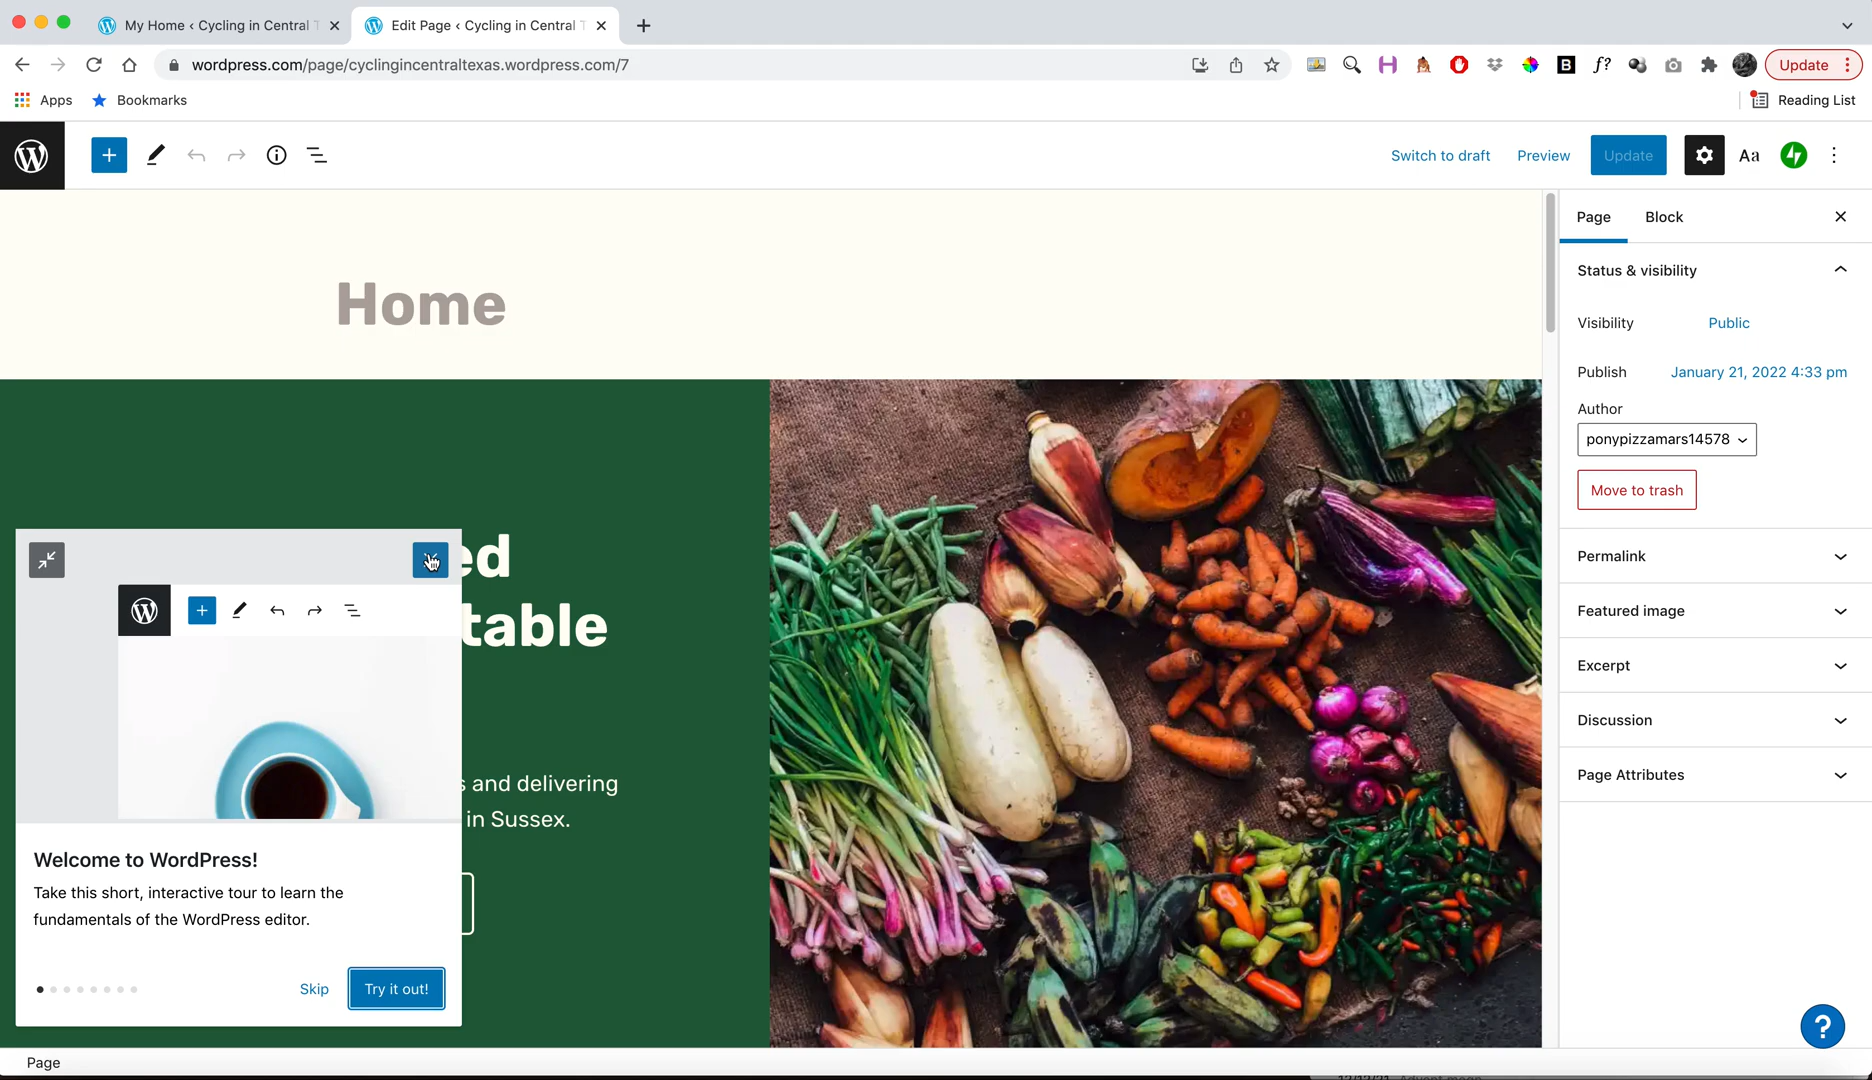 My Home ‹ Cycling in Central T
Edit Page ‹ Cycling in Central T
wordpress.com/page/cyclingincentraltexas.wordpress.com/7
f?
B
Update
Apps
Bookmarks
Reading List
Switch to draft
Preview
Update
Aa
Page
Block
Home
Status & visibility
Visibility
Public
Publish
January 21, 2022 4:33 pm
Author
ponypizzamars14578
Move to trash
Permalink
Featured image
Excerpt
Discussion
Page Attributes
ed
table
s and delivering
in Sussex.
Welcome to WordPress!
Take this short, interactive tour to learn the
fundamentals of the WordPress editor.
Skip
Try it out!
?
Page